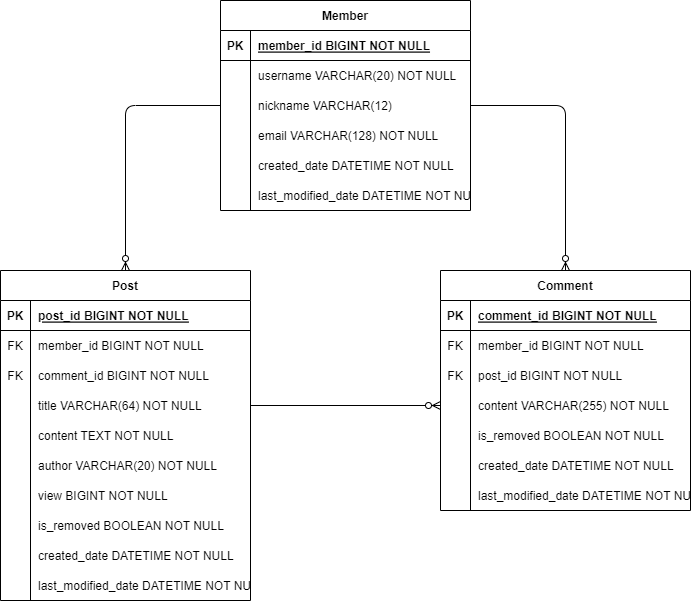 Member
PK member_id BIGINT NOT NULL
username VARCHAR(20) NOT NULL
nickname VARCHAR(12)
email VARCHAR(128) NOT NULL
created_date DATETIME NOT NULL
last_modified_date DATETIME NOT NU
Post
PK post_id BIGINT NOT NULL
FK member_id BIGINT NOT NULL
FK comment_id BIGINT NOT NULL
title VARCHAR(64) NOT NULL
content TEXT NOT NULL
author VARCHAR(20) NOT NULL
view BIGINT NOT NULL
is_removed BOOLEAN NOT NULL
created_date DATETIME NOT NULL
last_modified_date DATETIME NOT NU
Comment
PK comment_id BIGINT NOT NULL
FK member_id BIGINT NOT NULL
FK post_id BIGINT NOT NULL
content VARCHAR(255) NOT NULL
is_removed BOOLEAN NOT NULL
created_date DATETIME NOT NULL
last_modified_date DATETIME NOT NU